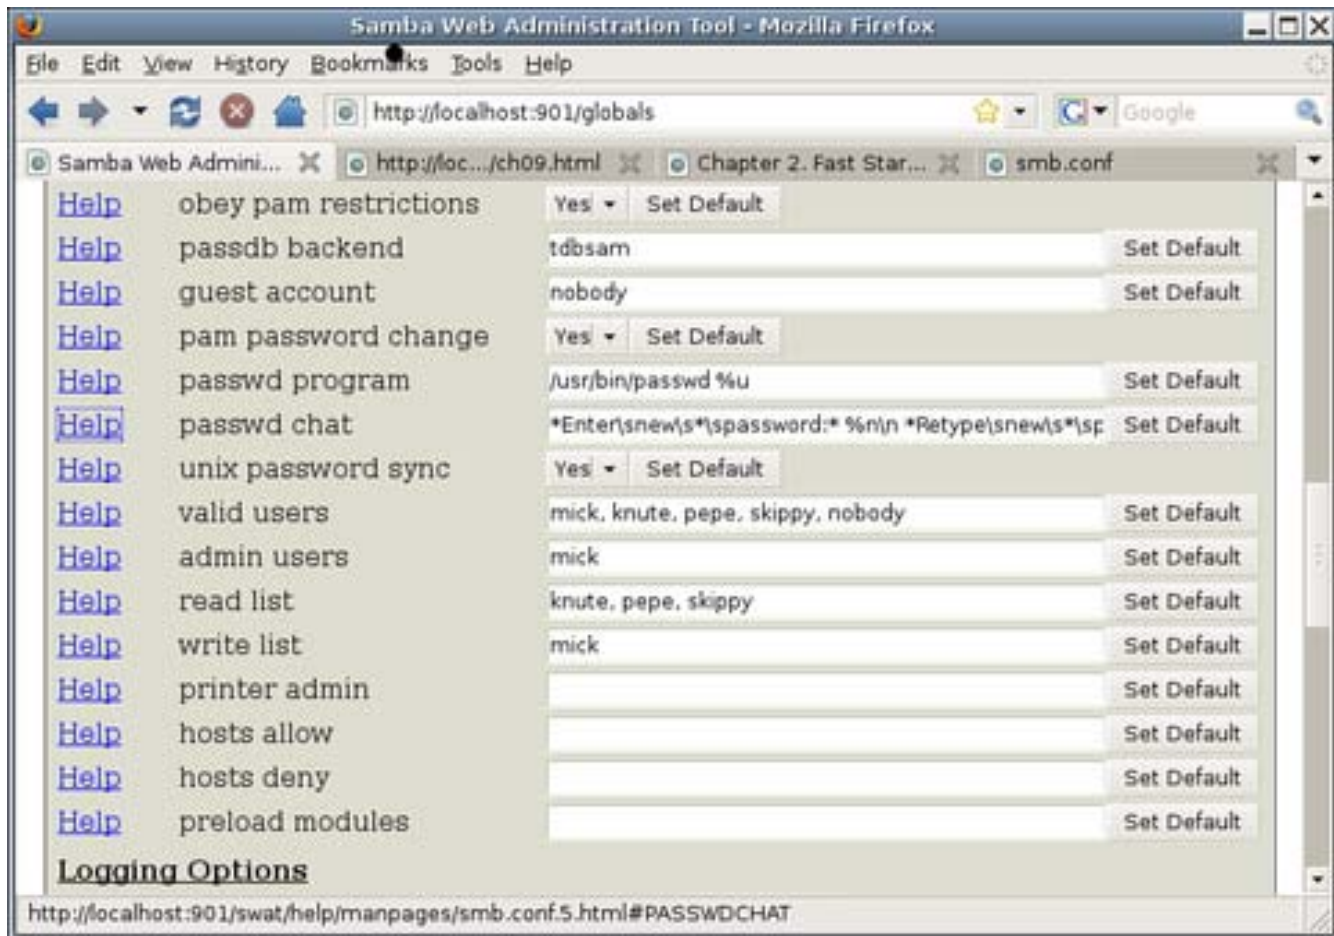 Samba Web Administration Tool - Mozilla Firefox
File Edit View History Bookmarks Tools Help
http://localhost:901/globals Google
Samba Web Admini... http://loc.../ch09.html Chapter 2. Fast Star... smb.conf
Help obey pam restrictions Yes Set Default
Help passdb backend tdbsam Set Default
Help guest account nobody Set Default
Help pam password change Yes Set Default
Help passwd program /usr/bin/passwd %u Set Default
Help passwd chat *Enter\snew\s*\spassword:* %n\n *Retype\snew\s*\sp Set Default
Help unix password sync Yes Set Default
Help valid users mick, knute, pepe, skippy, nobody Set Default
Help admin users mick Set Default
Help read list knute, pepe, skippy Set Default
Help write list mick Set Default
Help printer admin Set Default
Help hosts allow Set Default
Help hosts deny Set Default
Help preload modules Set Default
Logging Options
http://localhost:901/swat/help/manpages/smb.conf.5.html#PASSWDCHAT